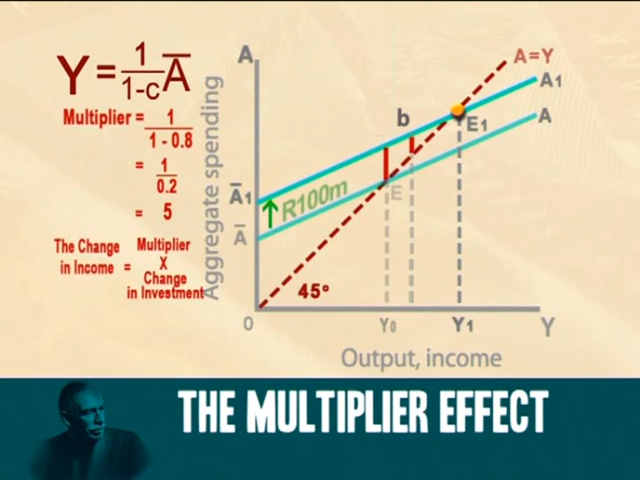 Y = 1/(1-c) A̅
Multiplier = 1/(1 - 0.8)
= 1/0.2
= 5
The Change in Income = Multiplier X Change in Investment
Aggregate spending
A
A=Y
A1
A
b
E1
E
A̅1
R100m
A̅
45°
0
Y0
Y1
Y
Output, income
THE MULTIPLIER EFFECT